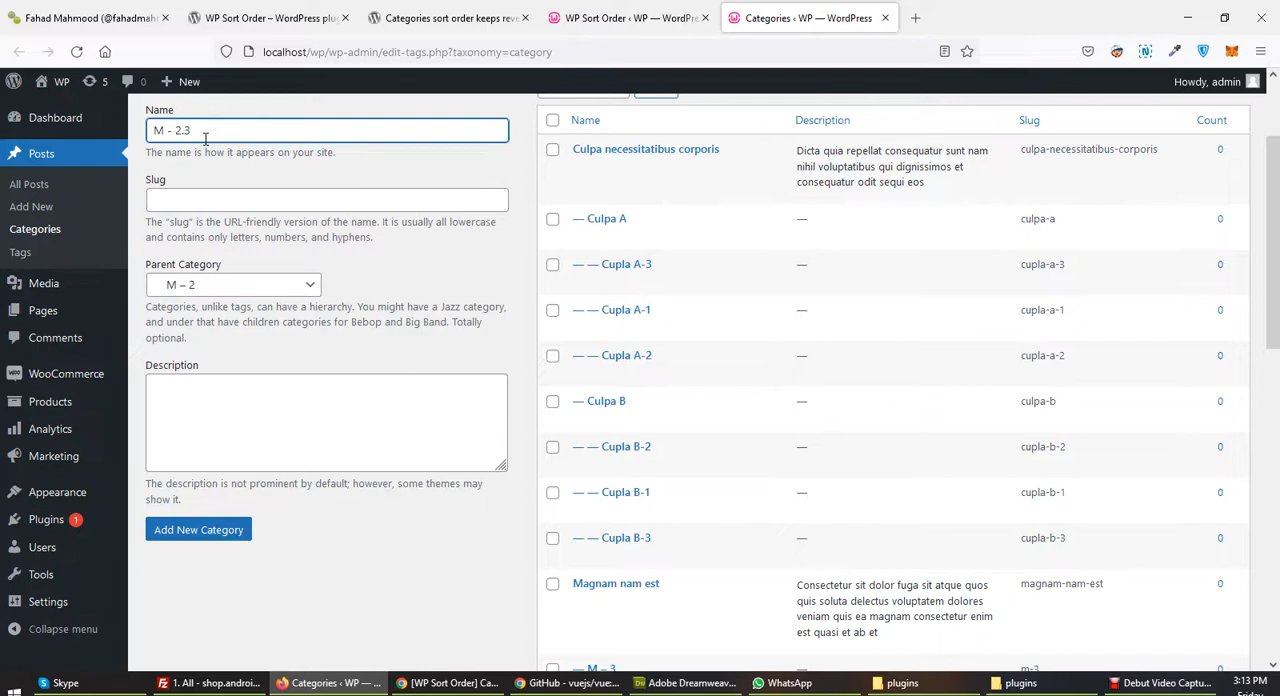 Fahad Mahmood (@fahadmahm
WP Sort Order – WordPress plug
Categories sort order keeps reve
WP Sort Order ‹ WP — WordPre
Categories ‹ WP — WordPress
localhost/wp/wp-admin/edit-tags.php?taxonomy=category
WP
5
0
New
Howdy, admin
Dashboard
Posts
All Posts
Add New
Categories
Tags
Media
Pages
Comments
WooCommerce
Products
Analytics
Marketing
Appearance
Plugins 1
Users
Tools
Settings
Collapse menu
Name
M - 2.3
The name is how it appears on your site.
Slug
The “slug” is the URL-friendly version of the name. It is usually all lowercase
and contains only letters, numbers, and hyphens.
Parent Category
M – 2
Categories, unlike tags, can have a hierarchy. You might have a Jazz category,
and under that have children categories for Bebop and Big Band. Totally
optional.
Description
The description is not prominent by default; however, some themes may
show it.
Add New Category
Name Description Slug Count
Culpa necessitatibus corporis
Dicta quia repellat consequatur sunt nam
nihil voluptatibus qui dignissimos et
consequatur odit sequi eos
culpa-necessitatibus-corporis 0
— Culpa A — culpa-a 0
— — Cupla A-3 — cupla-a-3 0
— — Cupla A-1 — cupla-a-1 0
— — Cupla A-2 — cupla-a-2 0
— Culpa B — culpa-b 0
— — Cupla B-2 — cupla-b-2 0
— — Cupla B-1 — cupla-b-1 0
— — Cupla B-3 — cupla-b-3 0
Magnam nam est
Consectetur sit dolor fuga sit atque quos
quis soluta delectus voluptatem dolores
veniam quis ea magnam consectetur enim
est quasi et ab et
magnam-nam-est 0
— M – 3 — m-3 0
Skype
1. All - shop.androi...
Categories ‹ WP — ...
[WP Sort Order] Ca...
GitHub - vuejs/vue:...
Adobe Dreamweav...
WhatsApp
plugins
plugins
Debut Video Captu...
3:13 PM
Friday